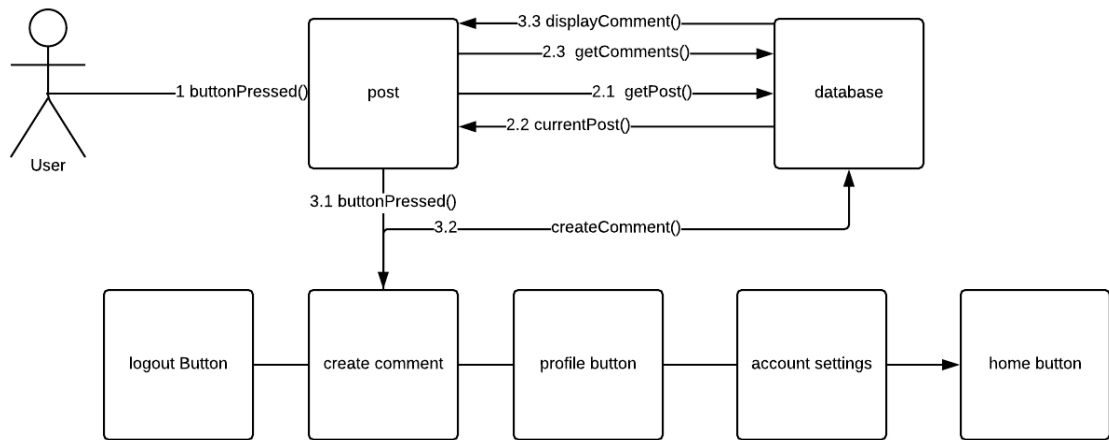 3.3 displayComment()
2.3 getComments()
1 buttonPressed()
post
2.1 getPost()
database
2.2 currentPost()
User
3.1 buttonPressed()
3.2 createComment()
logout Button
create comment
profile button
account settings
home button